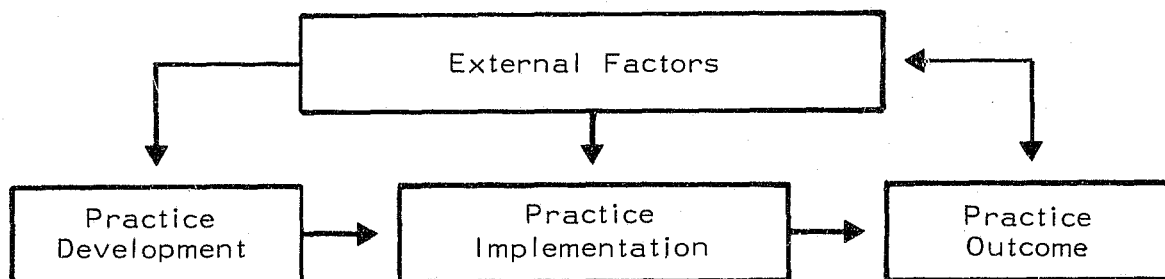 External Factors
Practice
Development
Practice
Implementation
Practice
Outcome